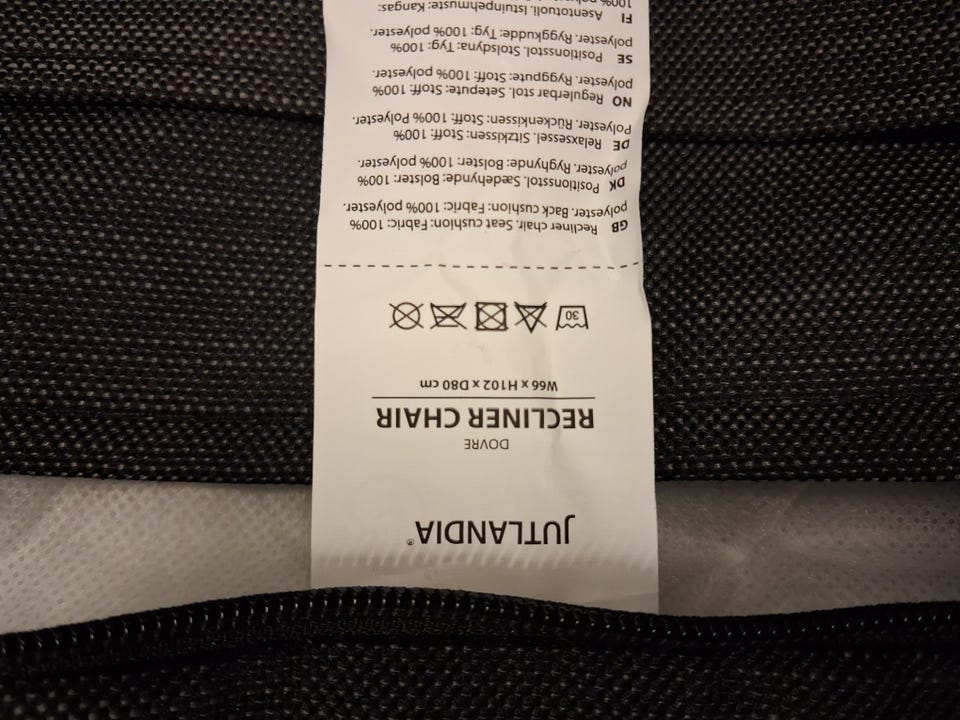 JUTLANDIA®
DOVRE
RECLINER CHAIR
W66 x H102 x D80 cm
30
GB Recliner chair. Seat cushion: Fabric: 100%
polyester. Back cushion: Fabric: 100% polyester.
DK Positionsstol. Sædehynde: Bolster: 100%
polyester. Ryghynde: Bolster: 100% polyester.
DE Relaxsessel. Sitzkissen: Stoff: 100%
Polyester. Rückenkissen: Stoff: 100% Polyester.
NO Regulerbar stol. Setepute: Stoff: 100%
polyester. Ryggpute: Stoff: 100% polyester.
SE Positionsstol. Stolsdyna: Tyg: 100%
polyester. Ryggkudde: Tyg: 100% polyester.
FI Asentotuoli. Istuinpehmuste: Kangas:
100%